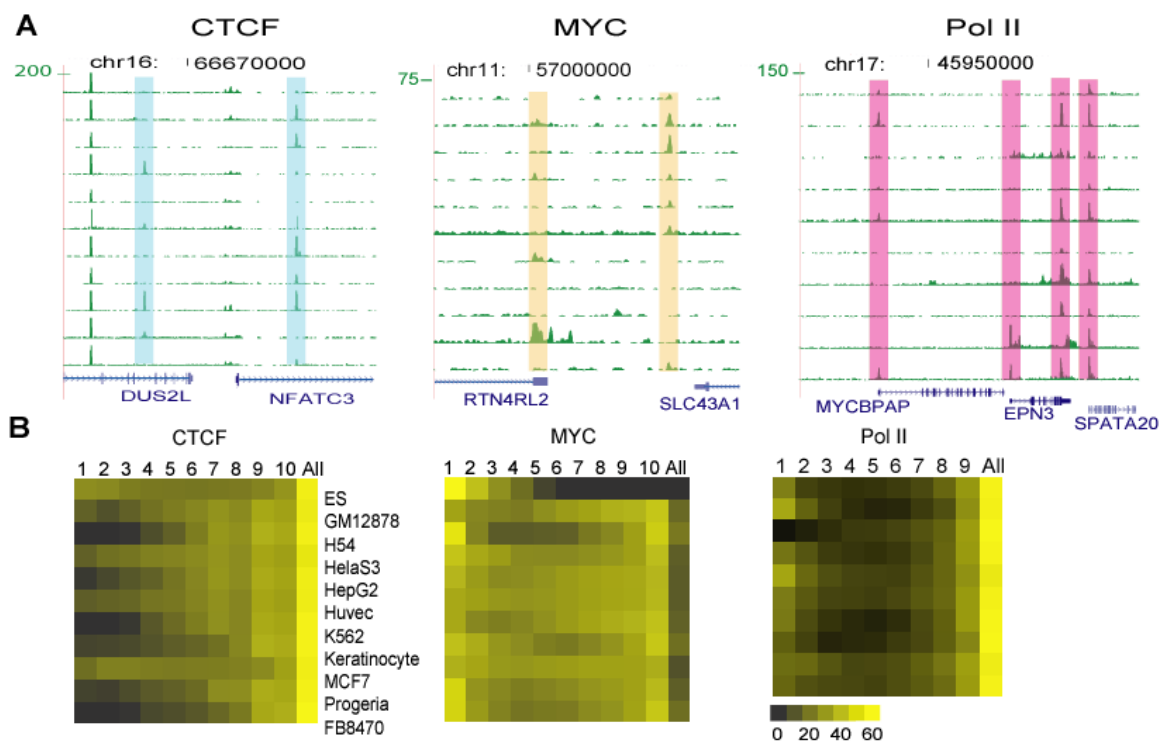 A
CTCF MYC Pol II
chr16: 66670000 chr11: 57000000 chr17: 45950000
200 75 150
DUS2L NFATC3 RTN4RL2 SLC43A1 MYCBPAP EPN3 SPATA20
B
CTCF MYC Pol II
1 2 3 4 5 6 7 8 9 10 All 1 2 3 4 5 6 7 8 9 10 All 1 2 3 4 5 6 7 8 9 All
ES
GM12878
H54
HelaS3
HepG2
Huvec
K562
Keratinocyte
MCF7
Progeria
FB8470
0 20 40 60